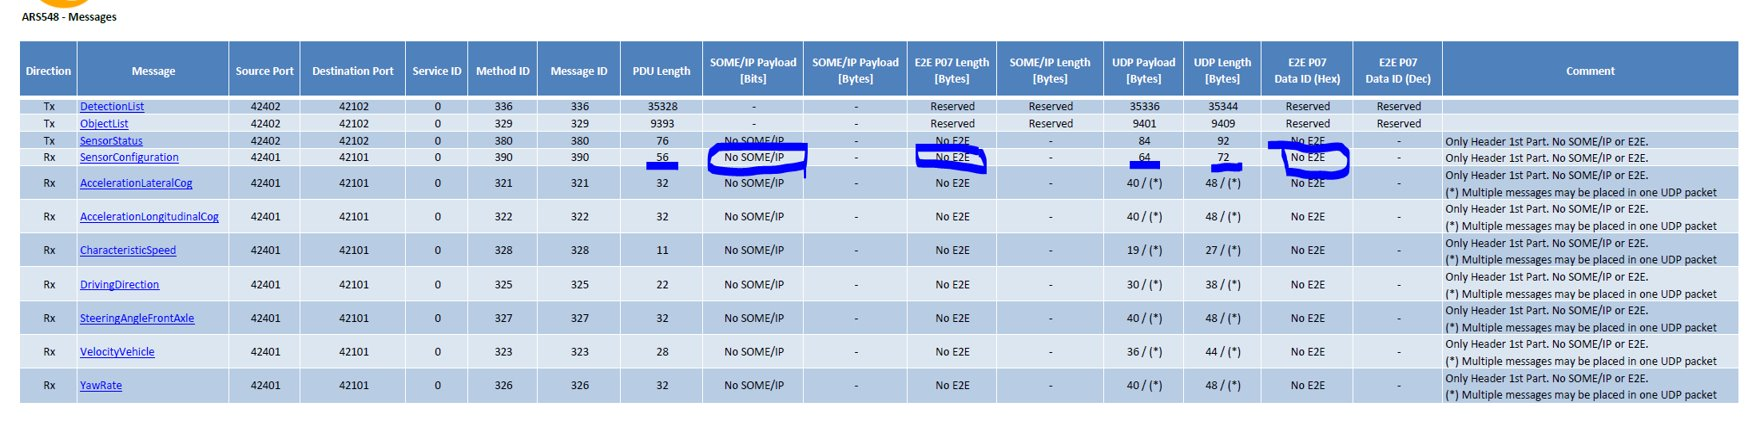 ARS548 - Messages
Direction Message Source Port Destination Port Service ID Method ID Message ID PDU Length SOME/IP Payload [Bits] SOME/IP Payload [Bytes] E2E P07 Length [Bytes] SOME/IP Length [Bytes] UDP Payload [Bytes] UDP Length [Bytes] E2E P07 Data ID (Hex) E2E P07 Data ID (Dec) Comment
Tx DetectionList 42402 42102 0 336 336 35328 - - Reserved Reserved 35336 35344 Reserved Reserved
Tx ObjectList 42402 42102 0 329 329 9393 - - Reserved Reserved 9401 9409 Reserved Reserved
Tx SensorStatus 42402 42102 0 380 380 76 No SOME/IP - No E2E - 84 92 No E2E - Only Header 1st Part. No SOME/IP or E2E.
Rx SensorConfiguration 42401 42101 0 390 390 56 No SOME/IP - No E2E - 64 72 No E2E - Only Header 1st Part. No SOME/IP or E2E.
Rx AccelerationLateralCog 42401 42101 0 321 321 32 No SOME/IP - No E2E - 40 / (*) 48 / (*) No E2E - Only Header 1st Part. No SOME/IP or E2E.
(*) Multiple messages may be placed in one UDP packet
Rx AccelerationLongitudinalCog 42401 42101 0 322 322 32 No SOME/IP - No E2E - 40 / (*) 48 / (*) No E2E - Only Header 1st Part. No SOME/IP or E2E.
(*) Multiple messages may be placed in one UDP packet
Rx CharacteristicSpeed 42401 42101 0 328 328 11 No SOME/IP - No E2E - 19 / (*) 27 / (*) No E2E - Only Header 1st Part. No SOME/IP or E2E.
(*) Multiple messages may be placed in one UDP packet
Rx DrivingDirection 42401 42101 0 325 325 22 No SOME/IP - No E2E - 30 / (*) 38 / (*) No E2E - Only Header 1st Part. No SOME/IP or E2E.
(*) Multiple messages may be placed in one UDP packet
Rx SteeringAngleFrontAxle 42401 42101 0 327 327 32 No SOME/IP - No E2E - 40 / (*) 48 / (*) No E2E - Only Header 1st Part. No SOME/IP or E2E.
(*) Multiple messages may be placed in one UDP packet
Rx VelocityVehicle 42401 42101 0 323 323 28 No SOME/IP - No E2E - 36 / (*) 44 / (*) No E2E - Only Header 1st Part. No SOME/IP or E2E.
(*) Multiple messages may be placed in one UDP packet
Rx YawRate 42401 42101 0 326 326 32 No SOME/IP - No E2E - 40 / (*) 48 / (*) No E2E - Only Header 1st Part. No SOME/IP or E2E.
(*) Multiple messages may be placed in one UDP packet